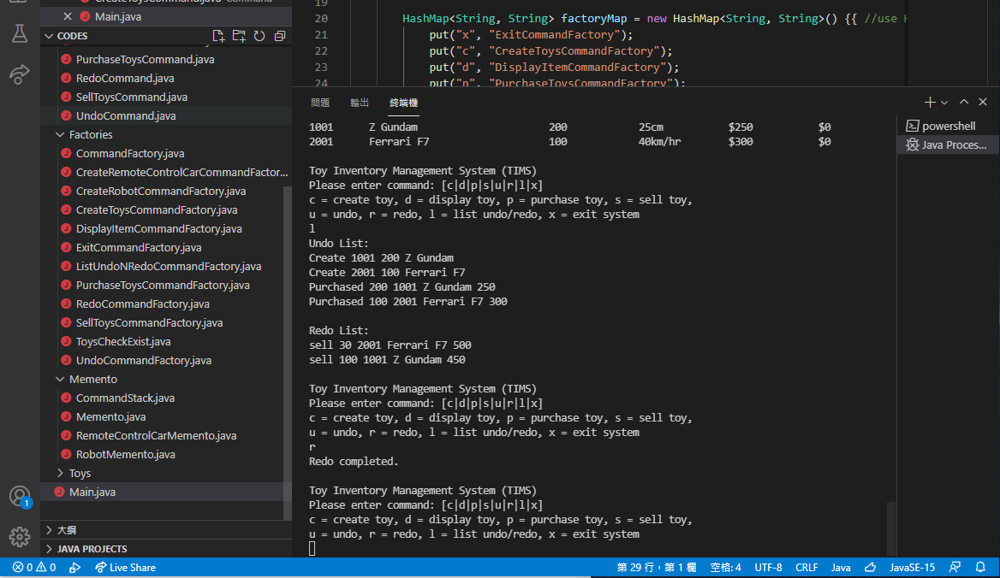 Main.java
CODES
PurchaseToysCommand.java
RedoCommand.java
SellToysCommand.java
UndoCommand.java
Factories
CommandFactory.java
CreateRemoteControlCarCommandFactor...
CreateRobotCommandFactory.java
CreateToysCommandFactory.java
DisplayItemCommandFactory.java
ExitCommandFactory.java
ListUndoNRedoCommandFactory.java
PurchaseToysCommandFactory.java
RedoCommandFactory.java
SellToysCommandFactory.java
ToysCheckExist.java
UndoCommandFactory.java
Memento
CommandStack.java
Memento.java
RemoteControlCarMemento.java
RobotMemento.java
Toys
Main.java
大綱
JAVA PROJECTS
19
20 HashMap<String, String> factoryMap = new HashMap<String, String>() {{ //use H
21 put("x", "ExitCommandFactory");
22 put("c", "CreateToysCommandFactory");
23 put("d", "DisplayItemCommandFactory");
24 put("p", "PurchaseToysCommandFactory");
問題 輸出 終端機
powershell
Java Proces...
1001 Z Gundam 200 25cm $250 $0
2001 Ferrari F7 100 40km/hr $300 $0
Toy Inventory Management System (TIMS)
Please enter command: [c|d|p|s|u|r|l|x]
c = create toy, d = display toy, p = purchase toy, s = sell toy,
u = undo, r = redo, l = list undo/redo, x = exit system
l
Undo List:
Create 1001 200 Z Gundam
Create 2001 100 Ferrari F7
Purchased 200 1001 Z Gundam 250
Purchased 100 2001 Ferrari F7 300
Redo List:
sell 30 2001 Ferrari F7 500
sell 100 1001 Z Gundam 450
Toy Inventory Management System (TIMS)
Please enter command: [c|d|p|s|u|r|l|x]
c = create toy, d = display toy, p = purchase toy, s = sell toy,
u = undo, r = redo, l = list undo/redo, x = exit system
r
Redo completed.
Toy Inventory Management System (TIMS)
Please enter command: [c|d|p|s|u|r|l|x]
c = create toy, d = display toy, p = purchase toy, s = sell toy,
u = undo, r = redo, l = list undo/redo, x = exit system
1
0 0 Live Share 第 29 行，第 1 欄 空格: 4 UTF-8 CRLF Java JavaSE-15